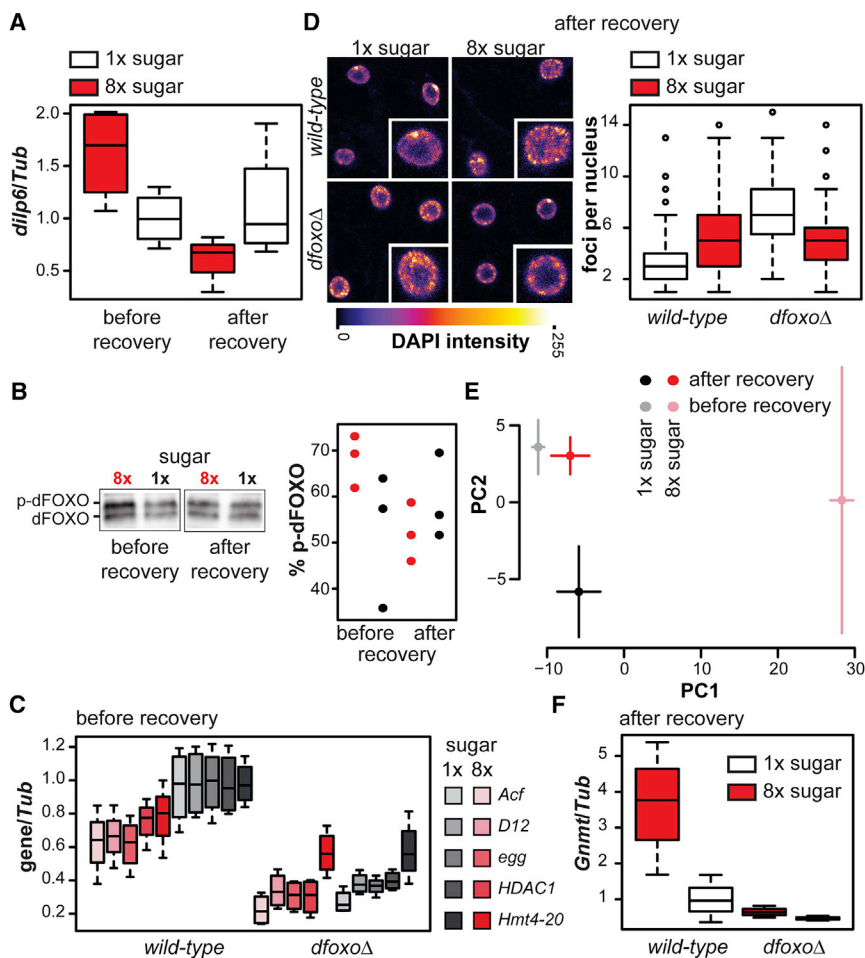 A
1x sugar
8x sugar
dilp6/Tub
2.0
1.5
1.0
0.5
before recovery
after recovery
D
after recovery
1x sugar
8x sugar
wild-type
dfoxoΔ
0
DAPI intensity
255
1x sugar
8x sugar
foci per nucleus
14
10
6
2
wild-type
dfoxoΔ
B
sugar
8x
1x
8x
1x
p-dFOXO
dFOXO
before recovery
after recovery
% p-dFOXO
70
60
50
40
before
after
recovery
E
after recovery
before recovery
1x sugar
8x sugar
PC2
5
0
−5
−10
0
10
20
30
PC1
C
before recovery
gene/Tub
1.2
1.0
0.8
0.6
0.4
0.2
wild-type
dfoxoΔ
sugar
1x 8x
Acf
D12
egg
HDAC1
Hmt4-20
F
after recovery
Gnmt/Tub
5
4
3
2
1
1x sugar
8x sugar
wild-type
dfoxoΔ